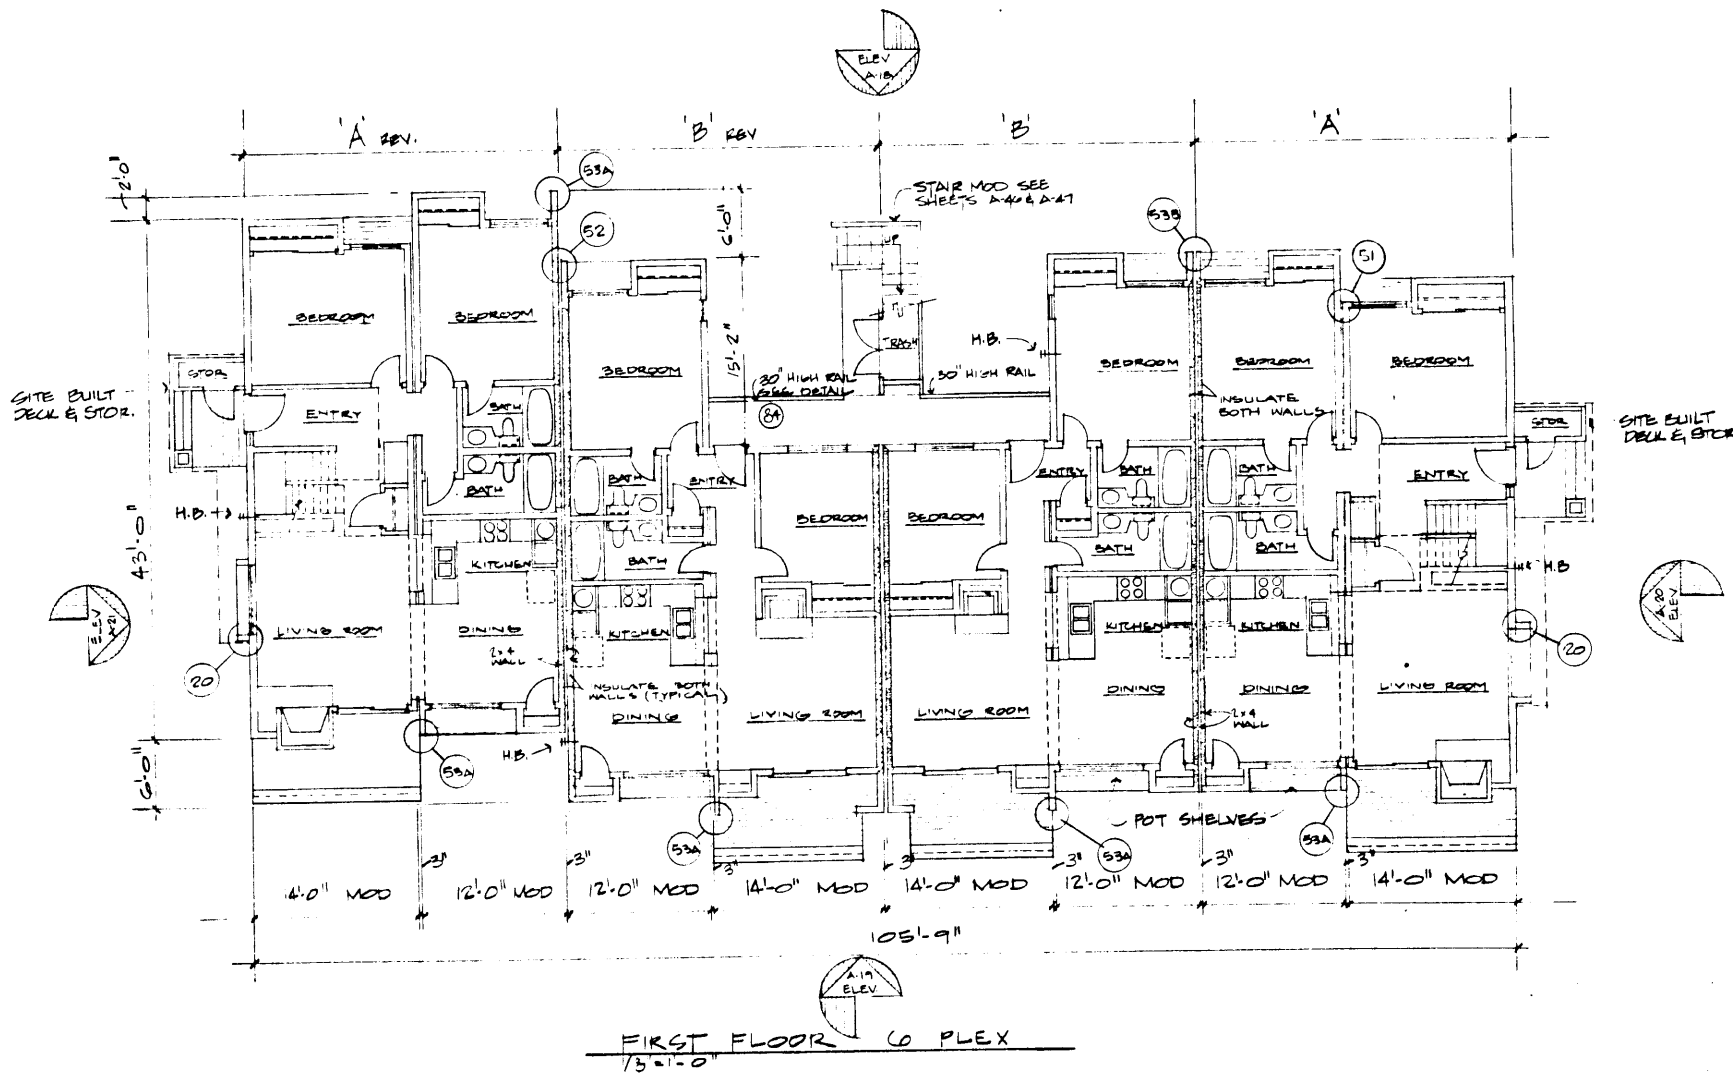 ELEV
A-18
'A' REV.
'B' REV
'B'
'A'
2'-0"
53A
52
6'-0"
STAIR MOD SEE
SHEETS A-46 & A-47
UP
53B
51
BEDROOM
BEDROOM
BEDROOM
15'-2"
TRASH
H.B.
BEDROOM
BEDROOM
BEDROOM
STOR
SITE BUILT
DECK & STOR.
30" HIGH RAIL
SEE DETAIL
84
30" HIGH RAIL
INSULATE
BOTH WALLS
STOR
SITE BUILT
DECK & STOR
ENTRY
BATH
BATH
BATH
ENTRY
ENTRY
BATH
BATH
ENTRY
H.B.
43'-0"
BEDROOM
BEDROOM
BATH
BATH
BATH
KITCHEN
H.B
ELEV
A-21
LIVING ROOM
DINING
KITCHEN
KITCHEN
KITCHEN
A-20
ELEV.
20
2x4
WALL
INSULATE BOTH
WALLS (TYPICAL)
20
DINING
LIVING ROOM
LIVING ROOM
DINING
DINING
LIVING ROOM
2x4
WALL
6'-0"
53A
H.B.
53A
53A
POT SHELVES
53A
3"
3"
3"
3"
3"
3"
3"
14'-0" MOD
12'-0" MOD
12'-0" MOD
14'-0" MOD
14'-0" MOD
12'-0" MOD
12'-0" MOD
14'-0" MOD
105'-9"
A-19
ELEV
FIRST FLOOR 6 PLEX